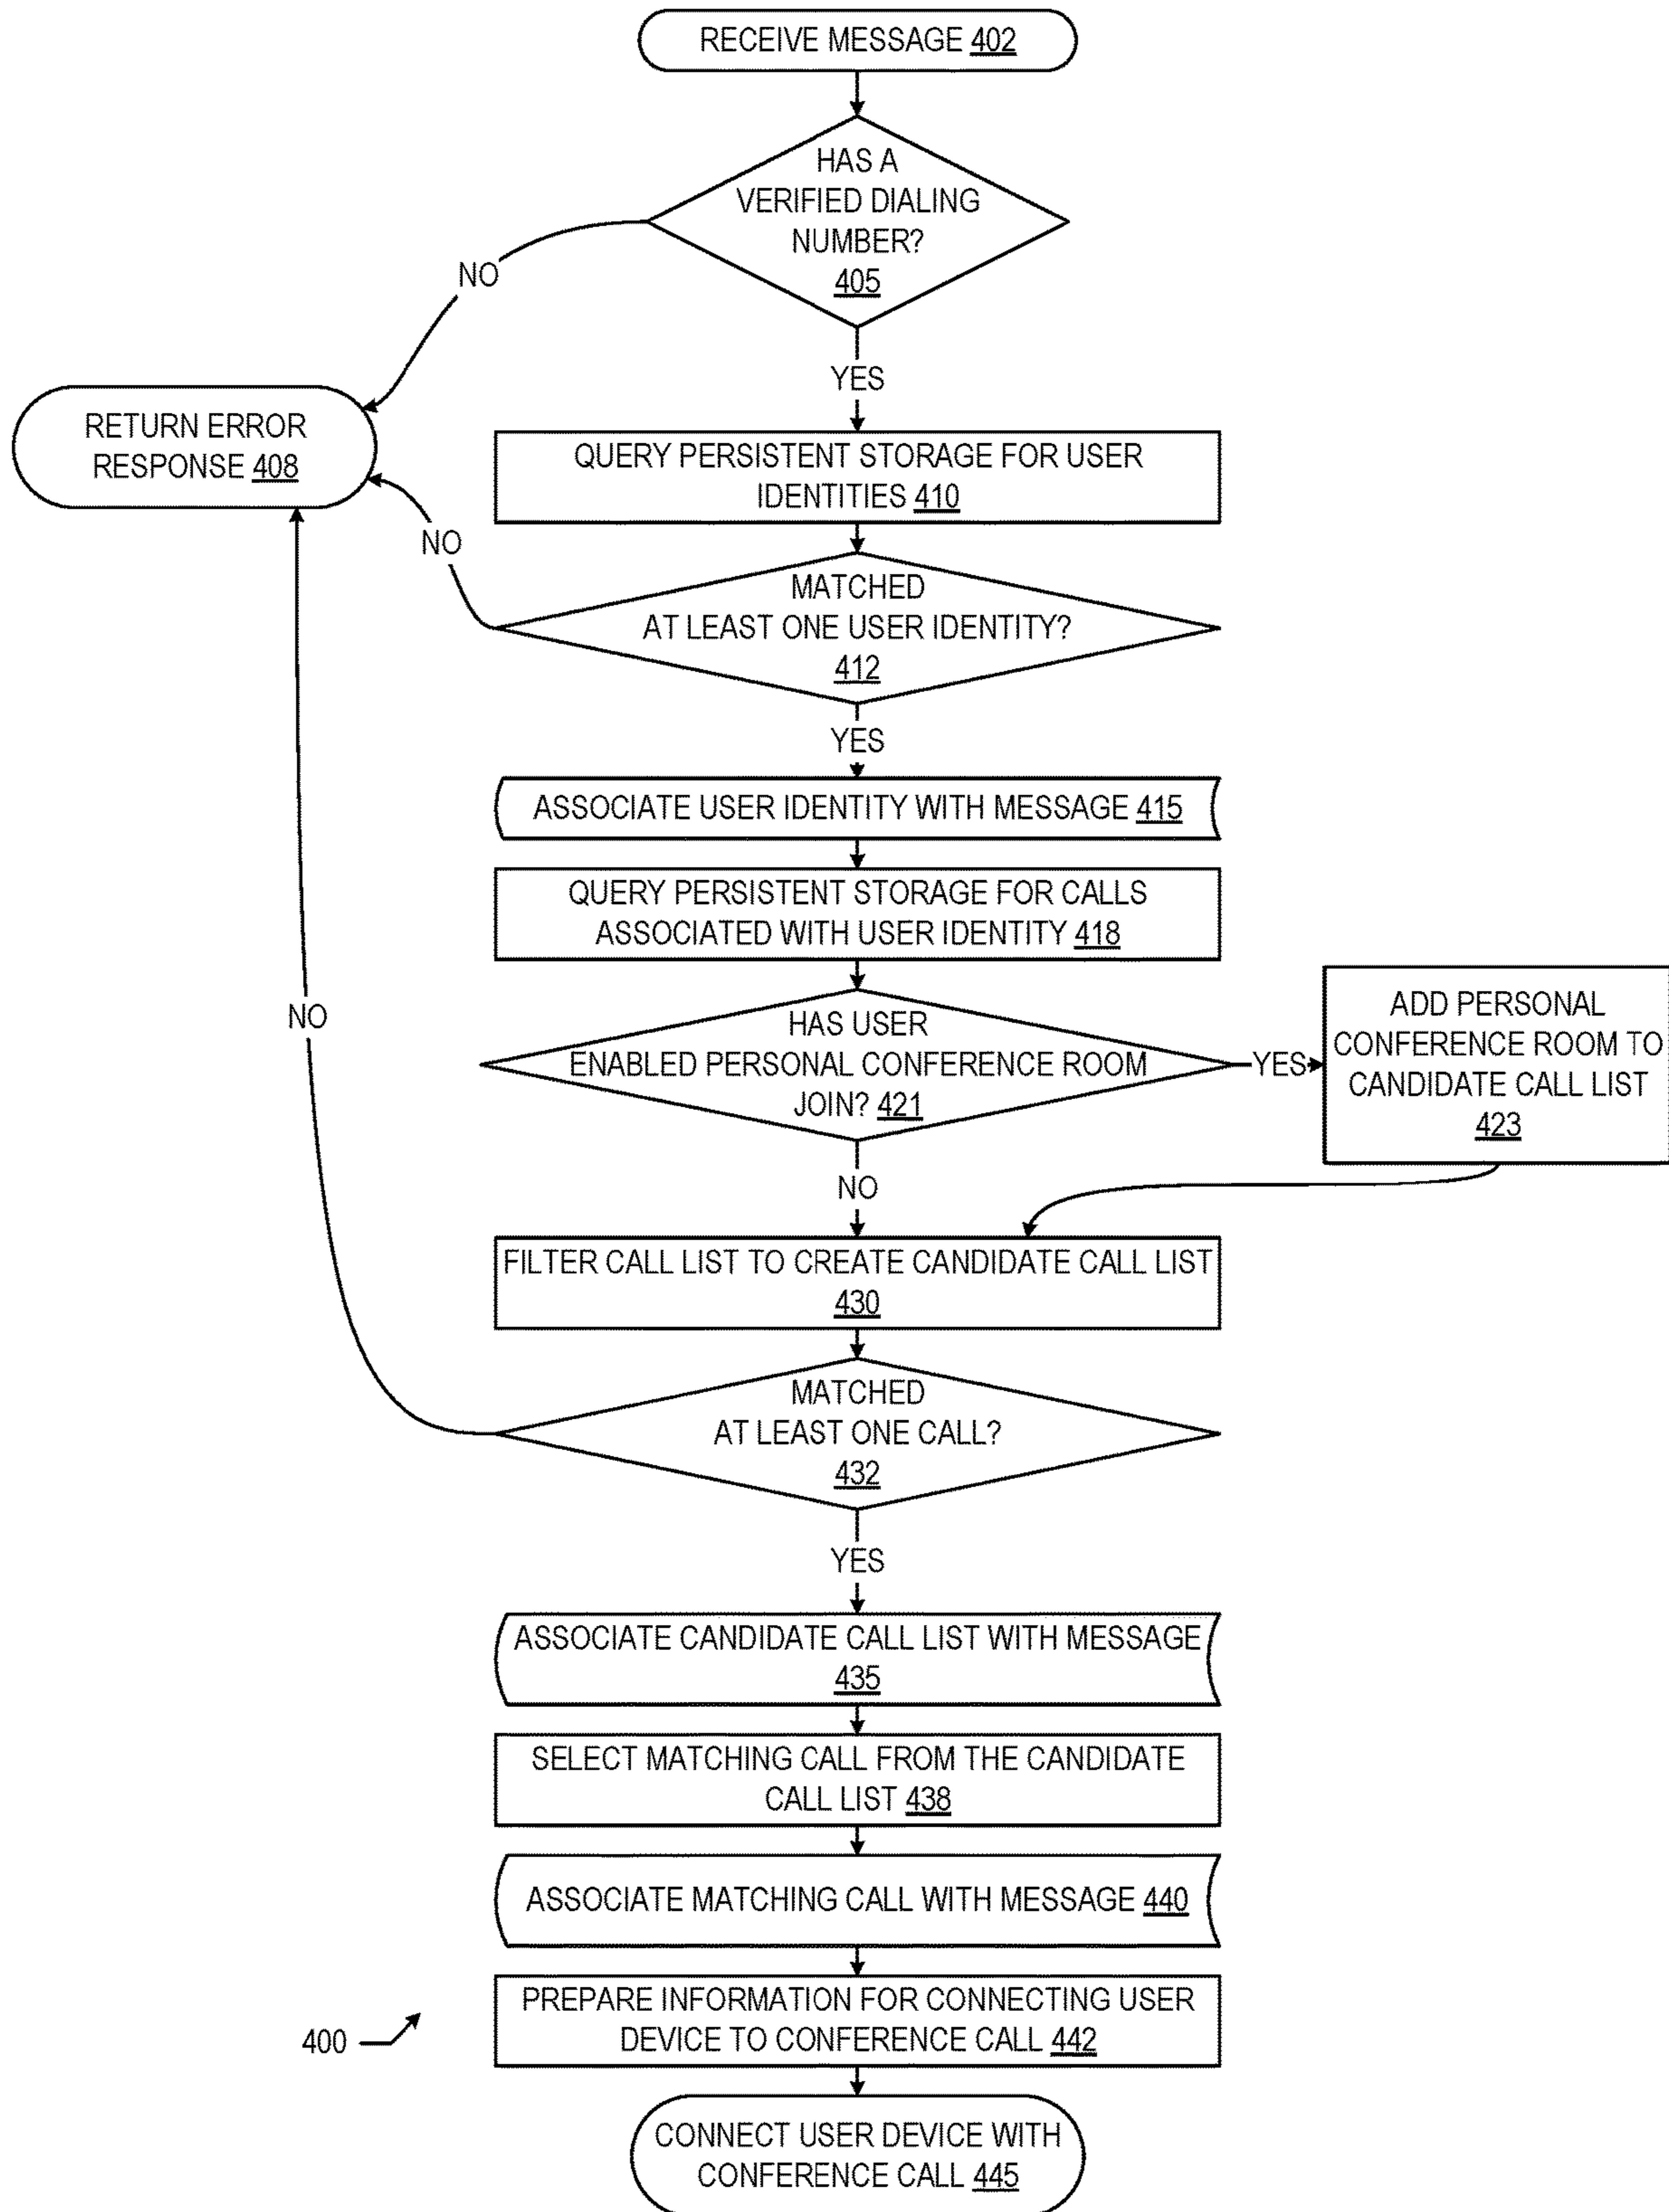 RECEIVE MESSAGE 402
HAS A
VERIFIED DIALING
NUMBER?
405
NO
YES
RETURN ERROR
RESPONSE 408
QUERY PERSISTENT STORAGE FOR USER
IDENTITIES 410
NO
MATCHED
AT LEAST ONE USER IDENTITY?
412
YES
ASSOCIATE USER IDENTITY WITH MESSAGE 415
QUERY PERSISTENT STORAGE FOR CALLS
ASSOCIATED WITH USER IDENTITY 418
NO
HAS USER
ENABLED PERSONAL CONFERENCE ROOM
JOIN? 421
YES
ADD PERSONAL
CONFERENCE ROOM TO
CANDIDATE CALL LIST
423
NO
FILTER CALL LIST TO CREATE CANDIDATE CALL LIST
430
MATCHED
AT LEAST ONE CALL?
432
YES
ASSOCIATE CANDIDATE CALL LIST WITH MESSAGE
435
SELECT MATCHING CALL FROM THE CANDIDATE
CALL LIST 438
ASSOCIATE MATCHING CALL WITH MESSAGE 440
PREPARE INFORMATION FOR CONNECTING USER
DEVICE TO CONFERENCE CALL 442
400
CONNECT USER DEVICE WITH
CONFERENCE CALL 445